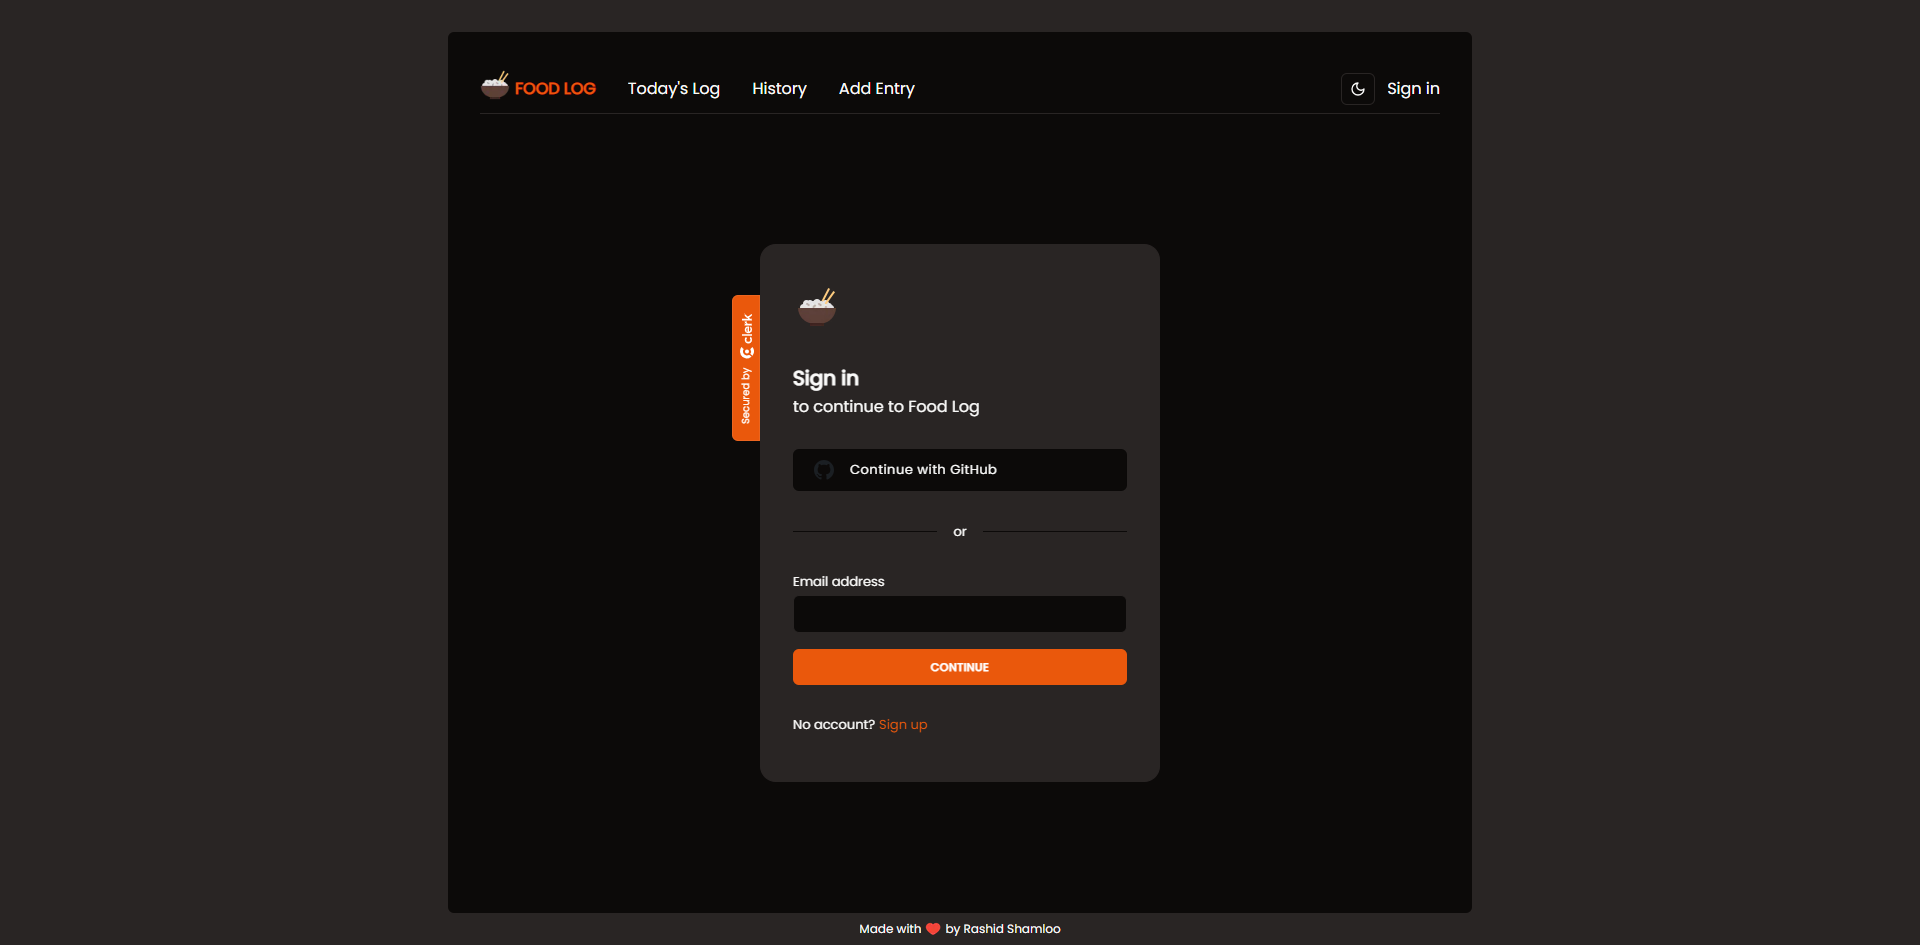 FOOD LOG
Today's Log
History
Add Entry
Sign in
Secured by clerk
Sign in
to continue to Food Log
Continue with GitHub
or
Email address
CONTINUE
No account? Sign up
Made with ❤ by Rashid Shamloo